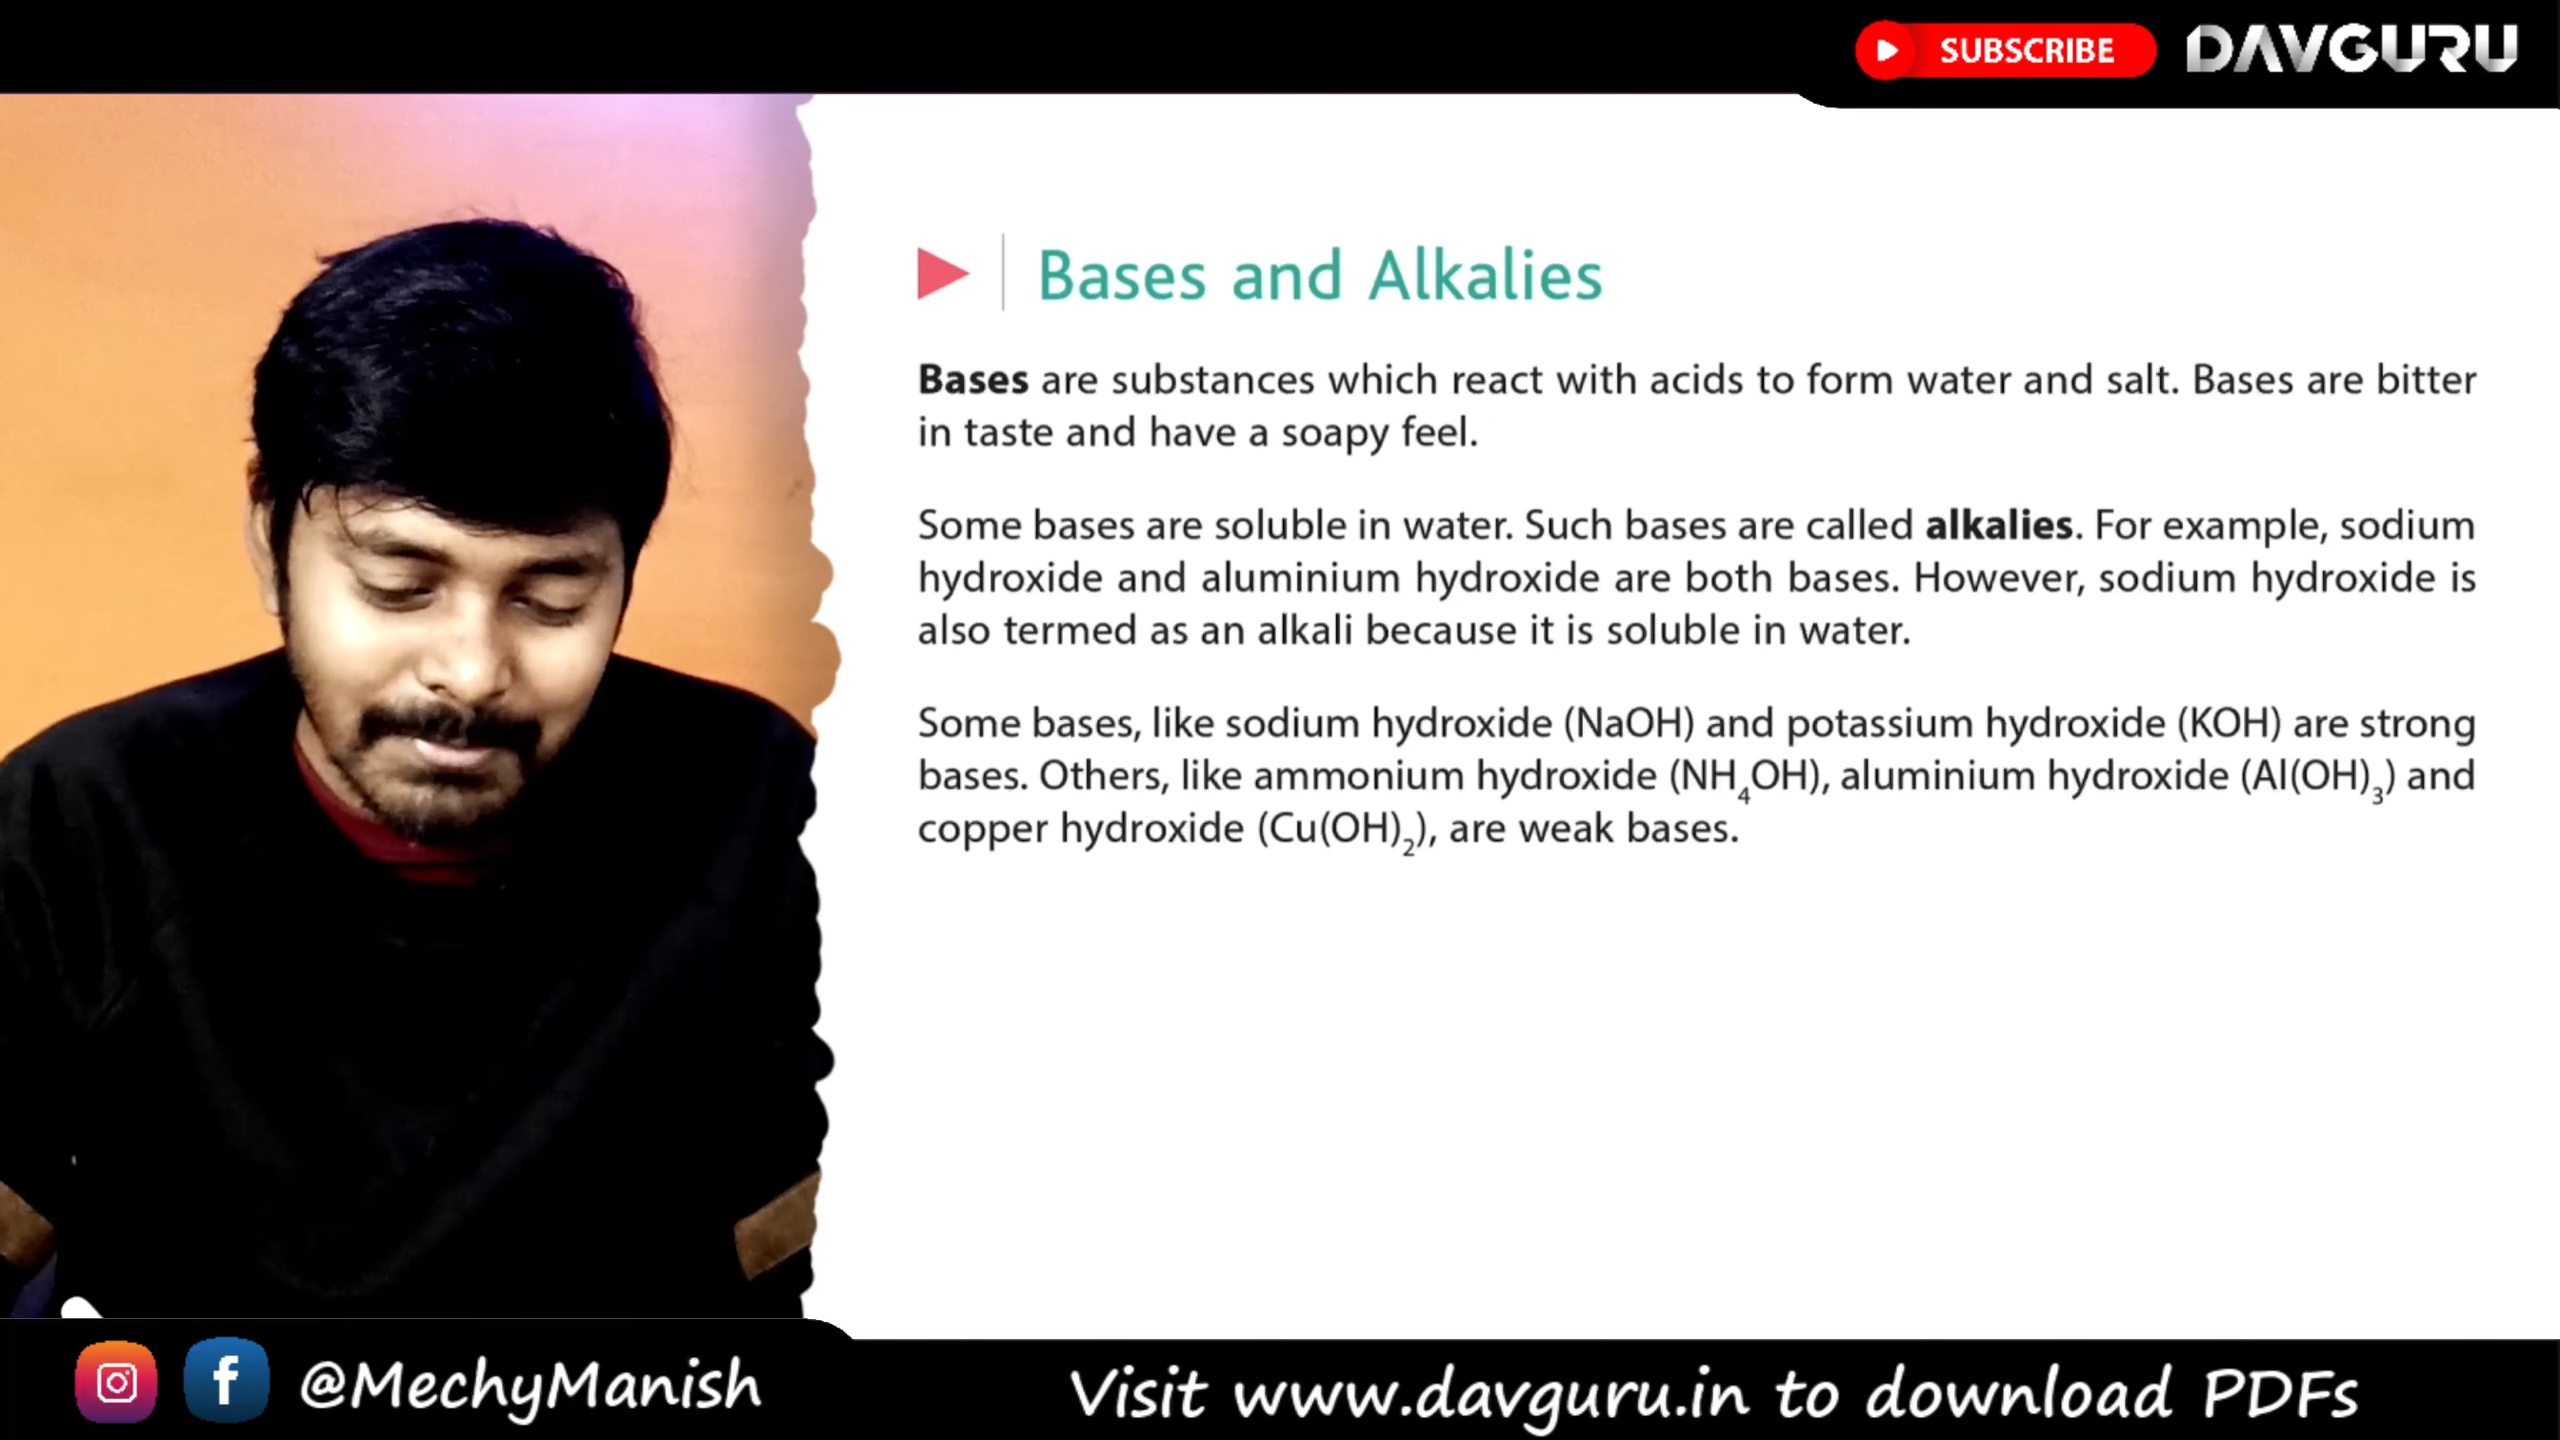 SUBSCRIBE DAVGURU
Bases and Alkalies
Bases are substances which react with acids to form water and salt. Bases are bitter
in taste and have a soapy feel.
Some bases are soluble in water. Such bases are called alkalies. For example, sodium
hydroxide and aluminium hydroxide are both bases. However, sodium hydroxide is
also termed as an alkali because it is soluble in water.
Some bases, like sodium hydroxide (NaOH) and potassium hydroxide (KOH) are strong
bases. Others, like ammonium hydroxide (NH₄OH), aluminium hydroxide (Al(OH)₃) and
copper hydroxide (Cu(OH)₂), are weak bases.
@MechyManish
Visit www.davguru.in to download PDFs